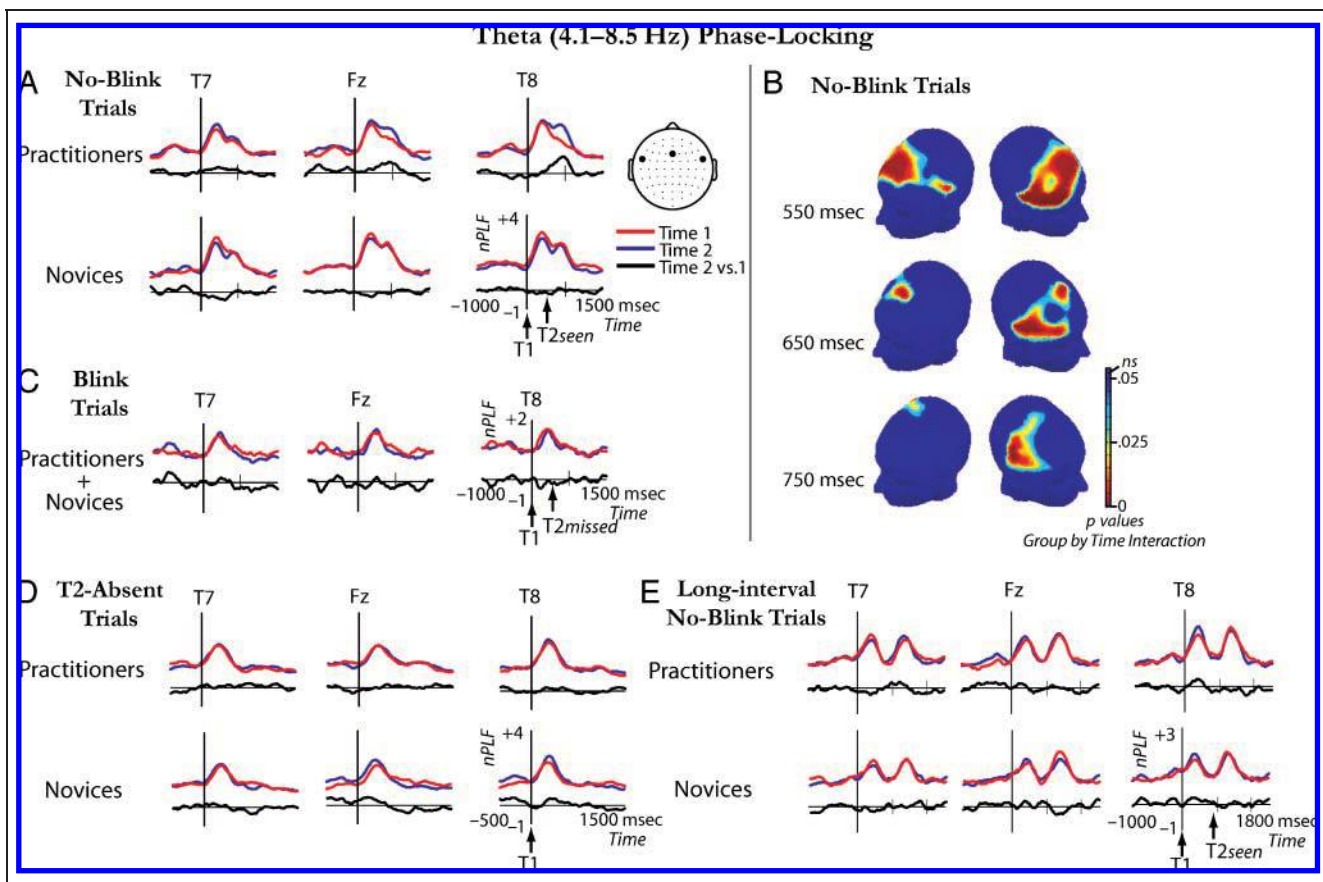 Theta (4.1–8.5 Hz) Phase-Locking
A No-Blink Trials
T7 Fz T8
Practitioners
Novices
nPLF
+4
–1
–1000 1500 msec
Time
T1
T2seen
Time 1
Time 2
Time 2 vs.1
B No-Blink Trials
550 msec
650 msec
750 msec
ns
.05
.025
0
p values
Group by Time Interaction
C Blink Trials
T7 Fz T8
Practitioners
+
Novices
nPLF
+2
–1
–1000 1500 msec
Time
T1
T2missed
D T2-Absent Trials
T7 Fz T8
Practitioners
Novices
nPLF
+4
–1
–500 1500 msec
Time
T1
E Long-interval No-Blink Trials
T7 Fz T8
Practitioners
Novices
nPLF
+3
–1
–1000 1800 msec
Time
T1
T2seen